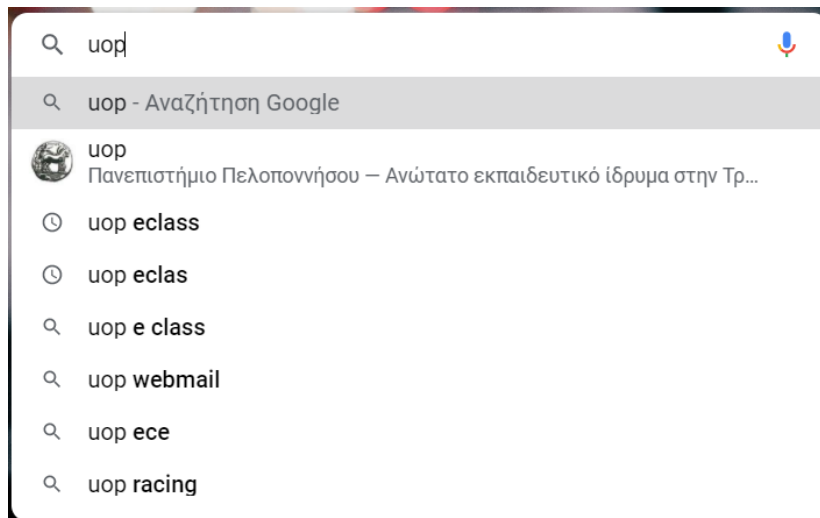 uop
uop - Αναζήτηση Google
uop
Πανεπιστήμιο Πελοποννήσου — Ανώτατο εκπαιδευτικό ίδρυμα στην Τρ...
uop eclass
uop eclas
uop e class
uop webmail
uop ece
uop racing